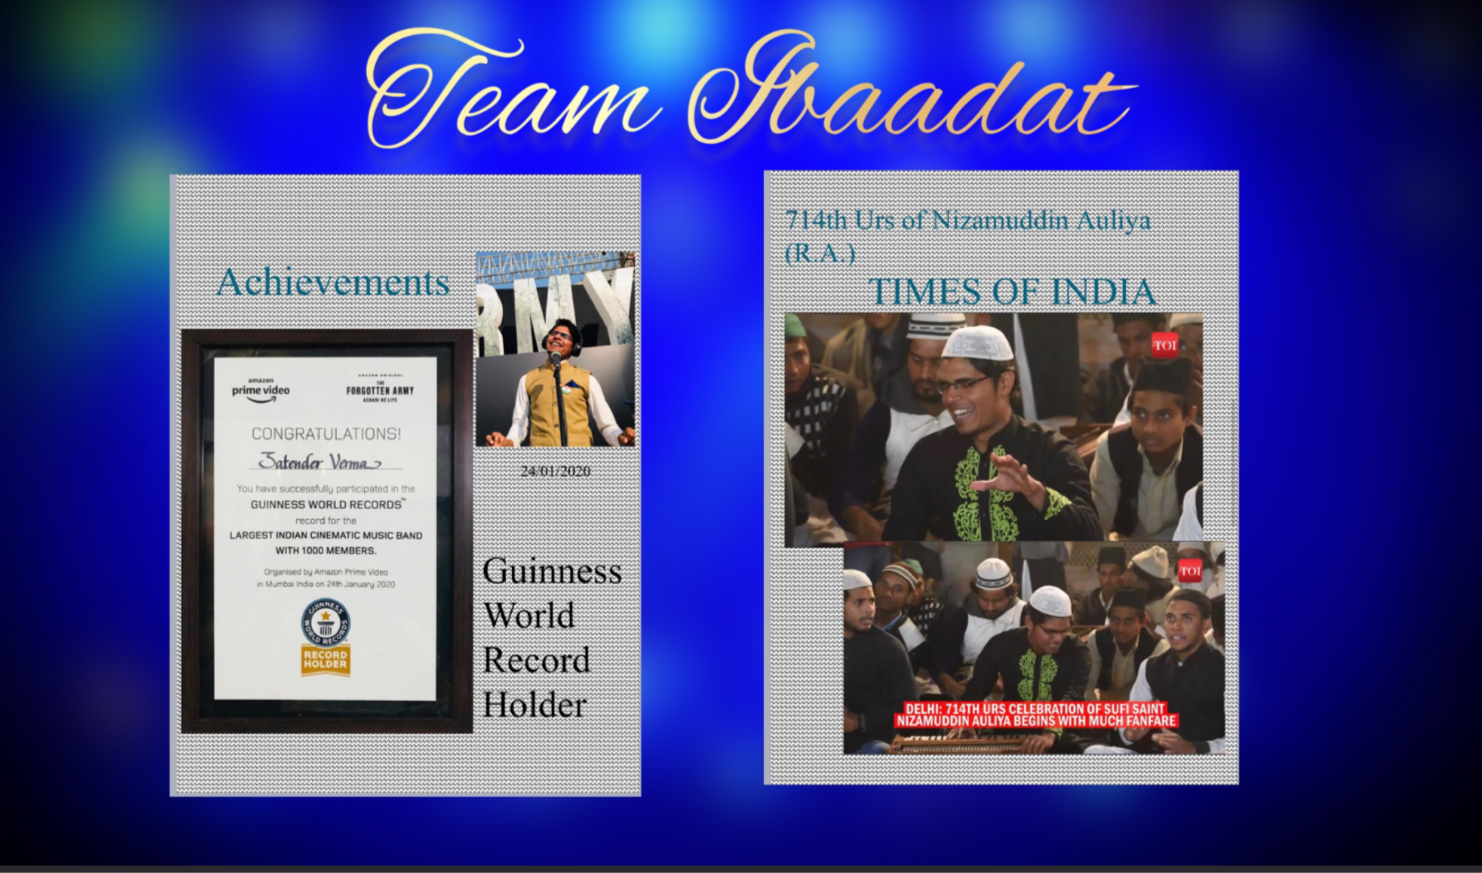 Team Ibaadat
Achievements
RMY
amazon
prime video
AMAZON ORIGINAL
THE
FORGOTTEN ARMY
AZAADI KE LIYE
CONGRATULATIONS!
Satender Verma
You have successfully participated in the
GUINNESS WORLD RECORDS™
record for the
LARGEST INDIAN CINEMATIC MUSIC BAND
WITH 1000 MEMBERS.
Organised by Amazon Prime Video
in Mumbai India on 24th January 2020
GUINNESS
WORLD RECORDS
RECORD
HOLDER
24/01/2020
Guinness
World
Record
Holder
714th Urs of Nizamuddin Auliya
(R.A.)
TIMES OF INDIA
TOI
TOI
DELHI: 714TH URS CELEBRATION OF SUFI SAINT
NIZAMUDDIN AULIYA BEGINS WITH MUCH FANFARE